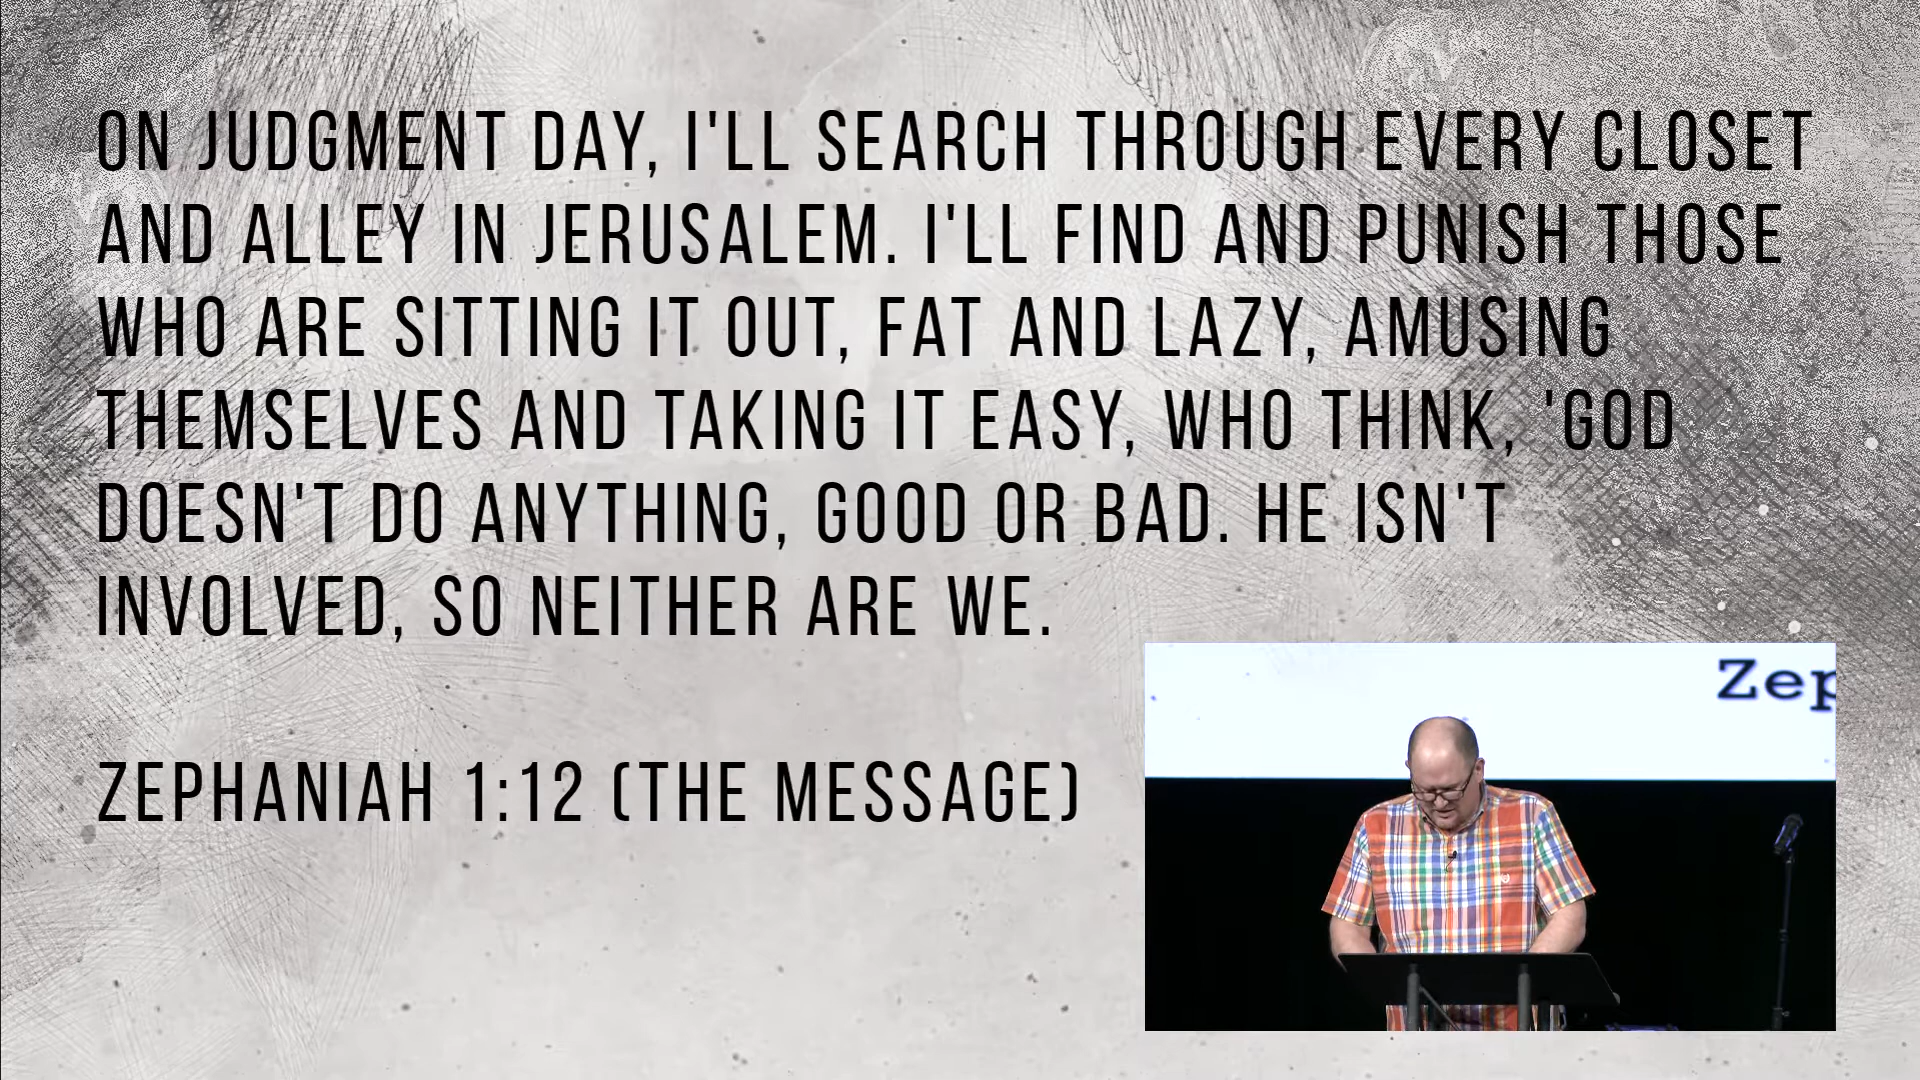 ON JUDGMENT DAY, I'LL SEARCH THROUGH EVERY CLOSET
AND ALLEY IN JERUSALEM. I'LL FIND AND PUNISH THOSE
WHO ARE SITTING IT OUT, FAT AND LAZY, AMUSING
THEMSELVES AND TAKING IT EASY, WHO THINK, 'GOD
DOESN'T DO ANYTHING, GOOD OR BAD. HE ISN'T
INVOLVED, SO NEITHER ARE WE.
ZEPHANIAH 1:12 (THE MESSAGE)
Zep